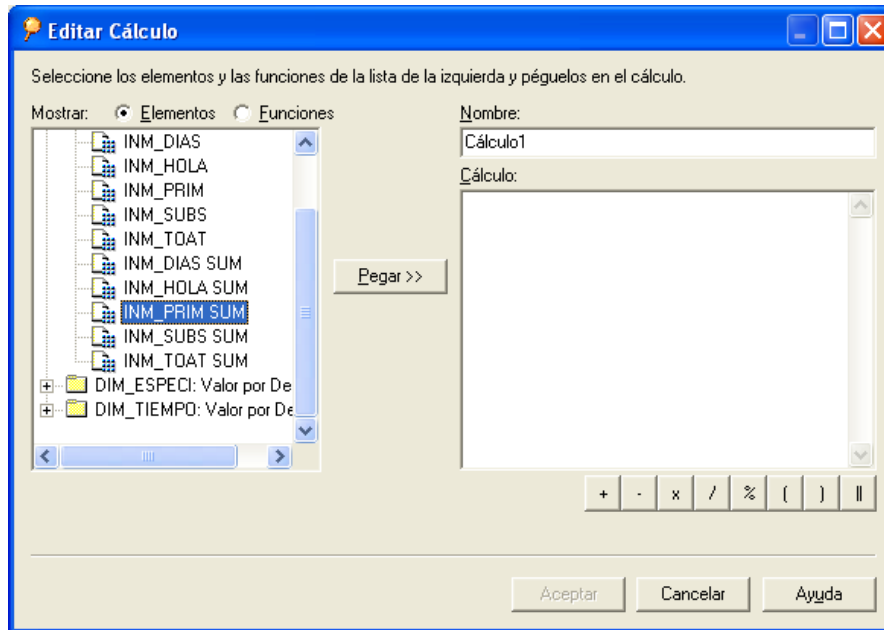 Editar Cálculo
Seleccione los elementos y las funciones de la lista de la izquierda y péguelos en el cálculo.
Mostrar: Elementos Funciones
INM_DIAS
INM_HOLA
INM_PRIM
INM_SUBS
INM_TOAT
INM_DIAS SUM
INM_HOLA SUM
INM_PRIM SUM
INM_SUBS SUM
INM_TOAT SUM
DIM_ESPECI: Valor por De
DIM_TIEMPO: Valor por De
Pegar >>
Nombre:
Cálculo1
Cálculo:
+ - x / % ( ) ||
Aceptar Cancelar Ayuda